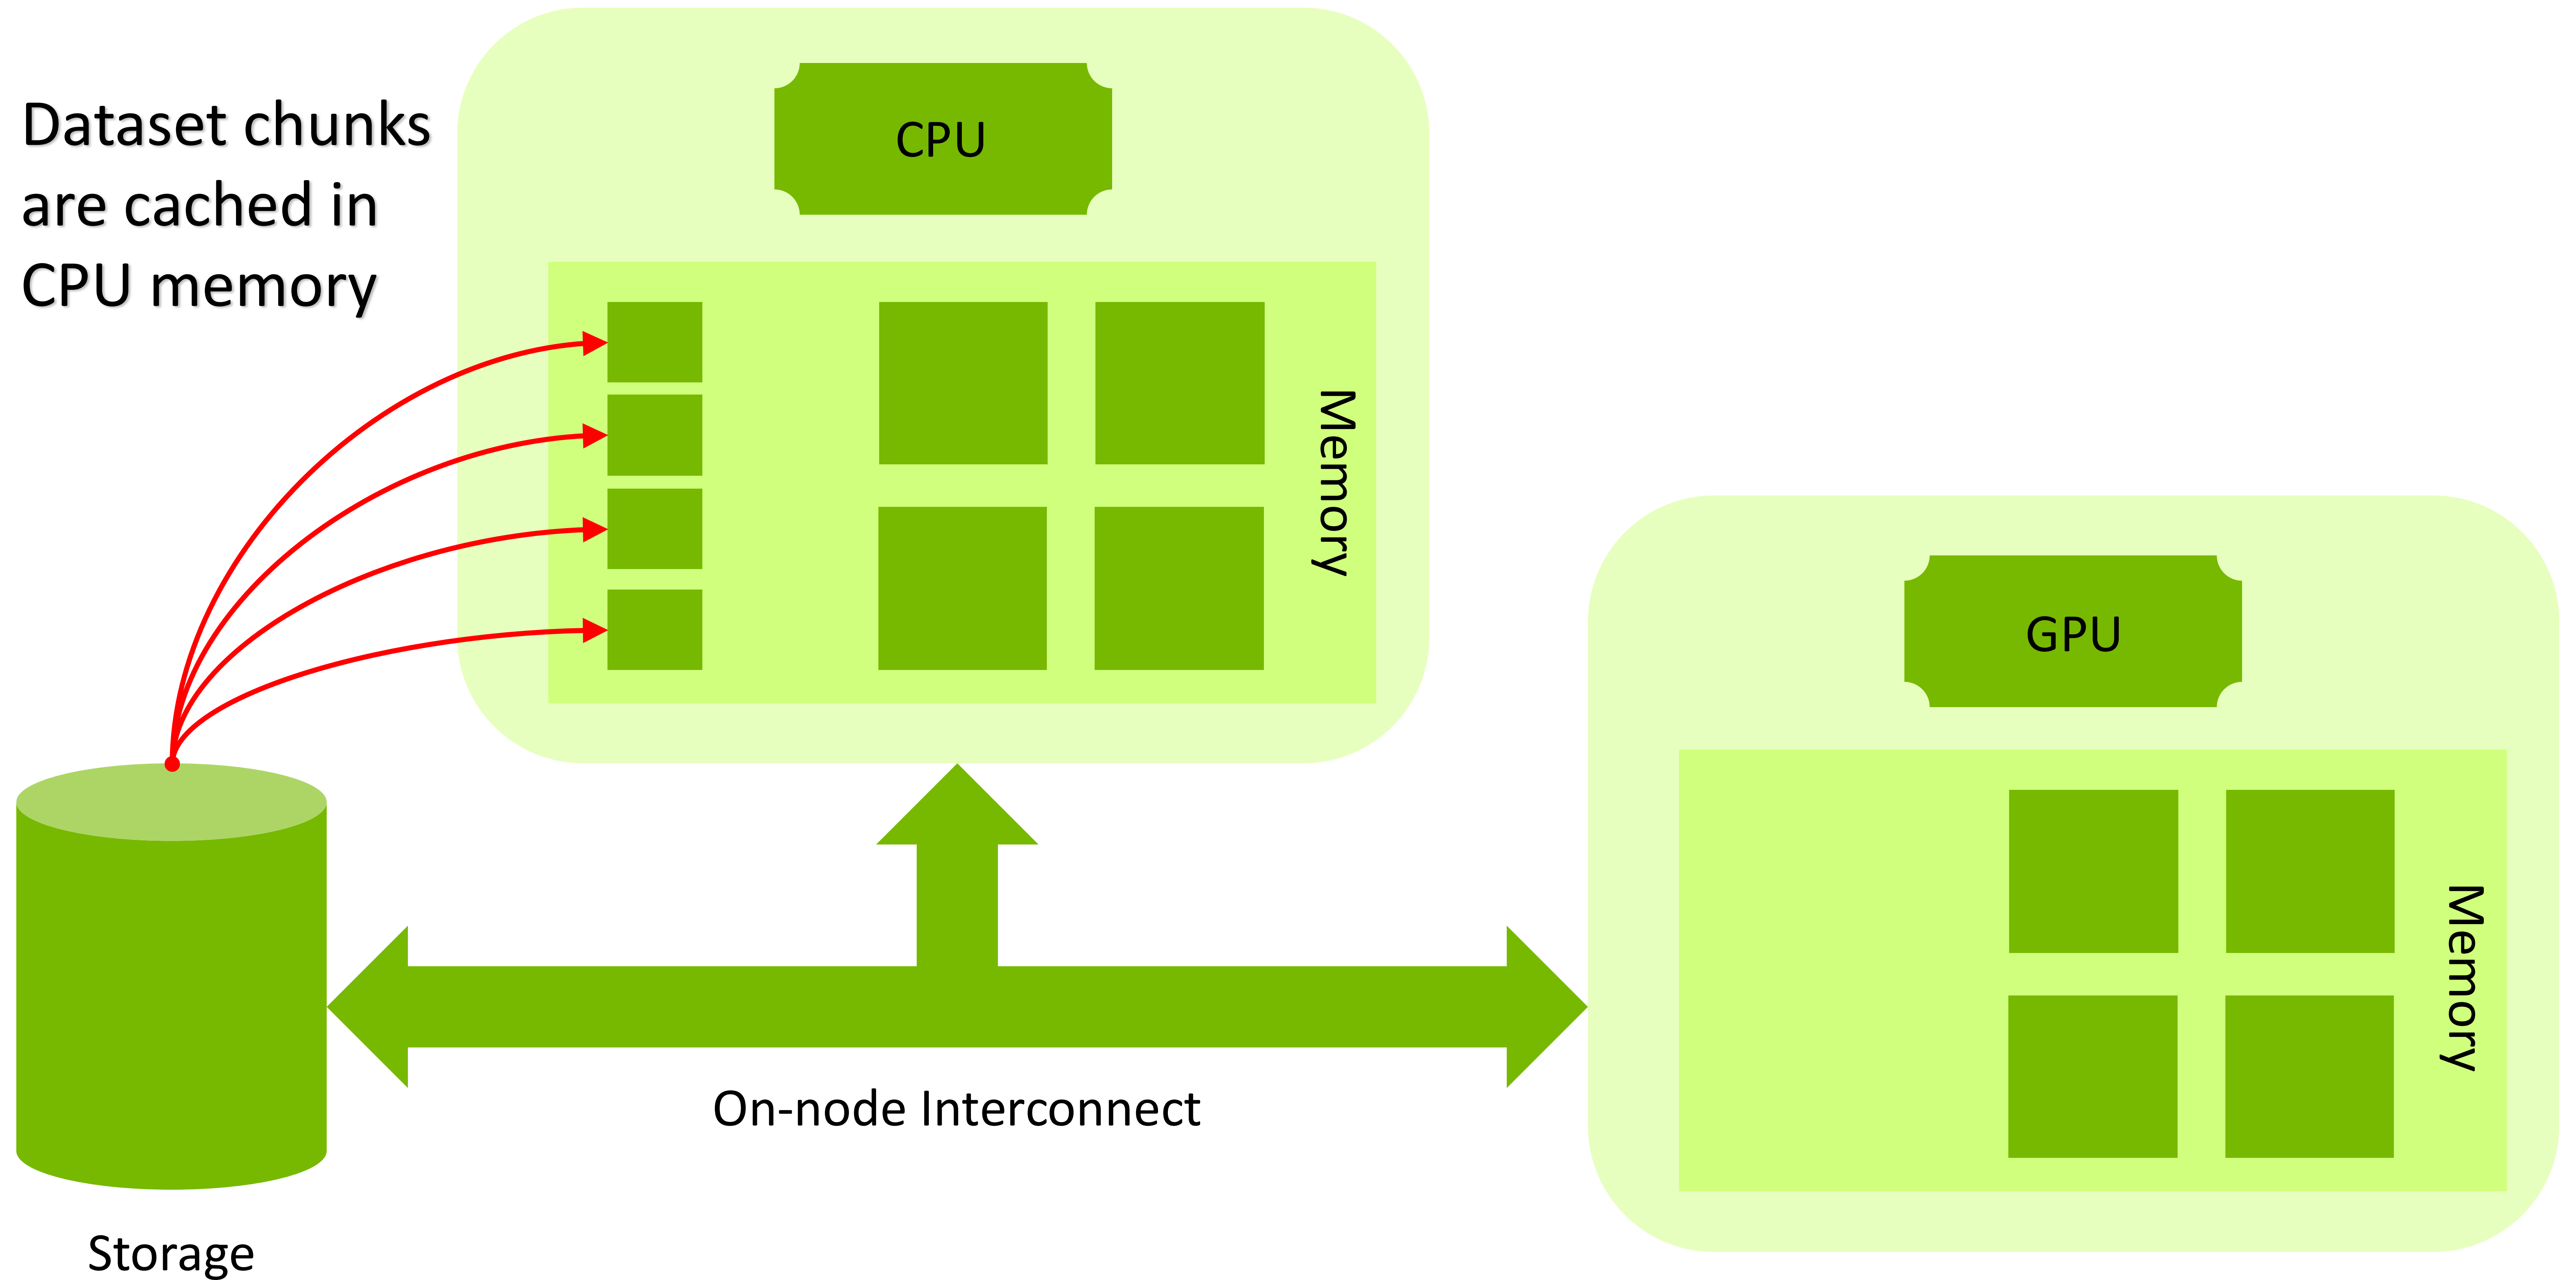 Dataset chunks
are cached in
CPU memory
CPU
Memory
GPU
Memory
On-node Interconnect
Storage